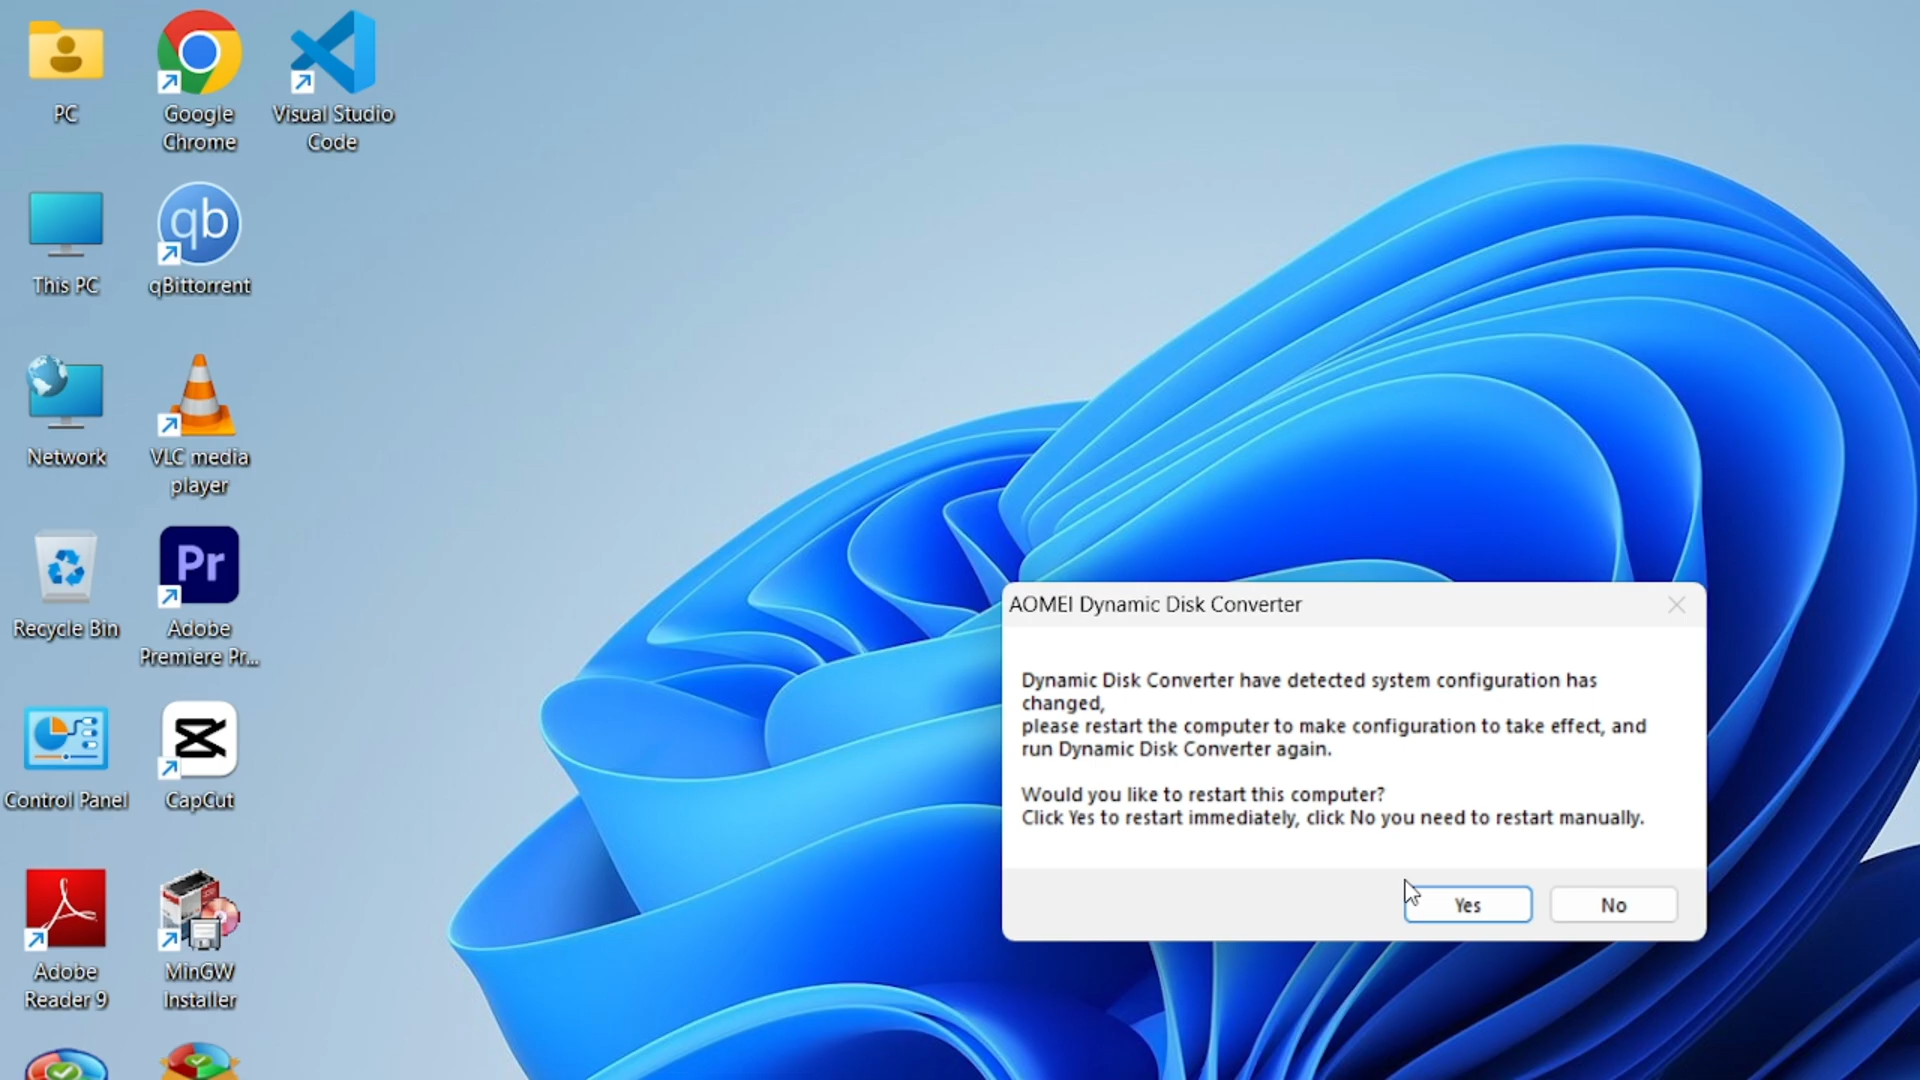 PC
Google
Chrome
Visual Studio
Code
This PC
qb
qBittorrent
Network
VLC media
player
Recycle Bin
Pr
Adobe
Premiere Pr...
Control Panel
CapCut
Adobe
Reader 9
MinGW
Installer
AOMEI Dynamic Disk Converter
Dynamic Disk Converter have detected system configuration has
changed,
please restart the computer to make configuration to take effect, and
run Dynamic Disk Converter again.
Would you like to restart this computer?
Click Yes to restart immediately, click No you need to restart manually.
Yes
No